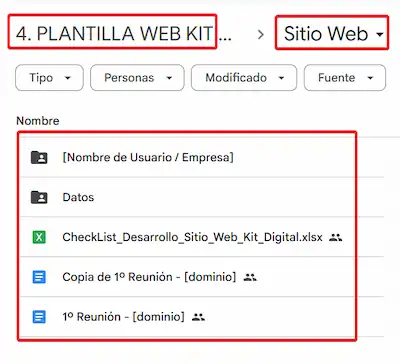 4. PLANTILLA WEB KIT ... > Sitio Web
Tipo Personas Modificado Fuente
Nombre
[Nombre de Usuario / Empresa]
Datos
CheckList_Desarrollo_Sitio_Web_Kit_Digital.xlsx
Copia de 1º Reunión - [dominio]
1º Reunión - [dominio]